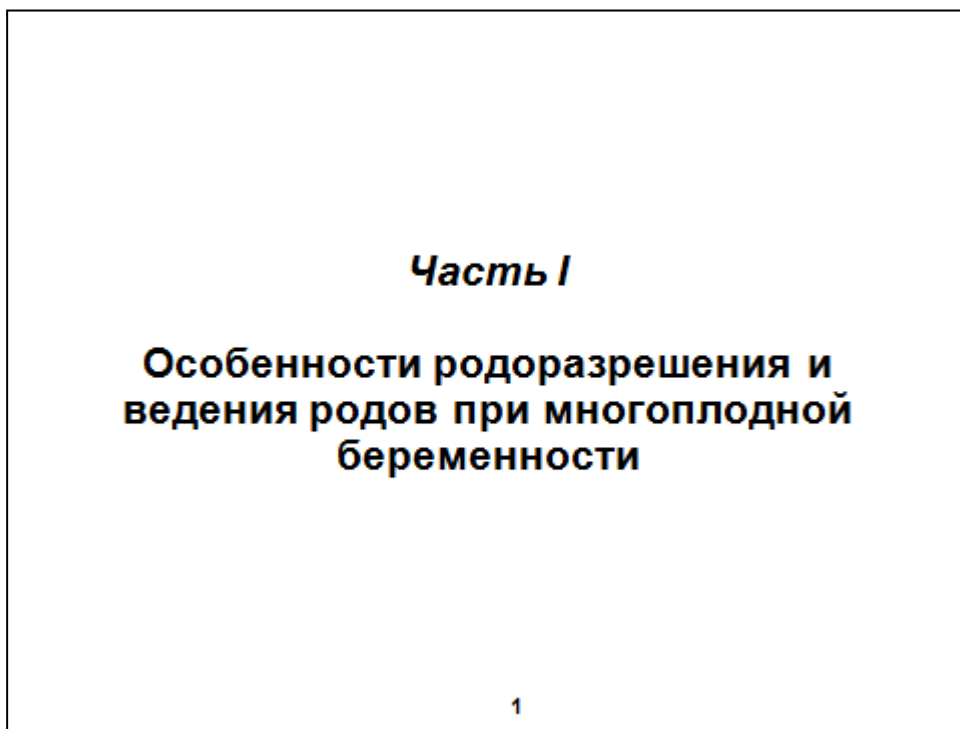 Часть I
Особенности родоразрешения и
ведения родов при многоплодной
беременности
1